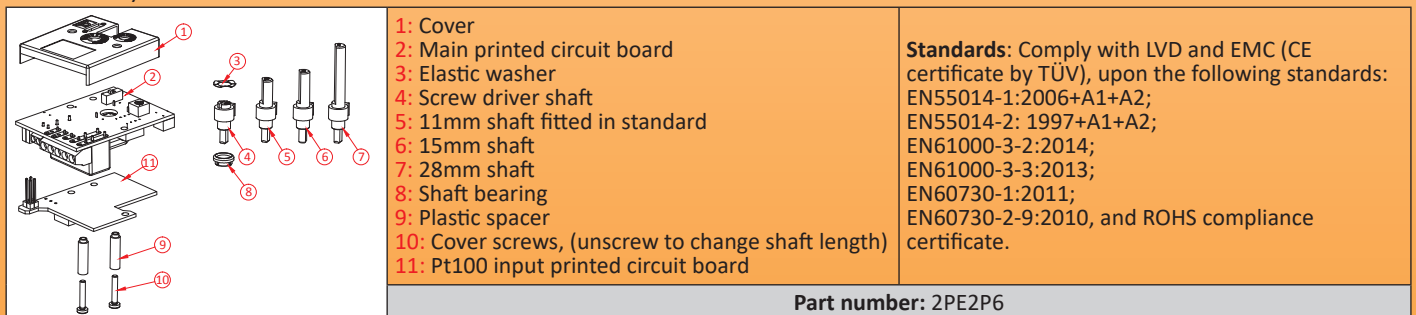 1
2
3
4
5
6
7
8
11
9
10
1: Cover
2: Main printed circuit board
3: Elastic washer
4: Screw driver shaft
5: 11mm shaft fitted in standard
6: 15mm shaft
7: 28mm shaft
8: Shaft bearing
9: Plastic spacer
10: Cover screws, (unscrew to change shaft length)
11: Pt100 input printed circuit board
Standards: Comply with LVD and EMC (CE
certificate by TÜV), upon the following standards:
EN55014-1:2006+A1+A2;
EN55014-2: 1997+A1+A2;
EN61000-3-2:2014;
EN61000-3-3:2013;
EN60730-1:2011;
EN60730-2-9:2010, and ROHS compliance
certificate.
Part number: 2PE2P6